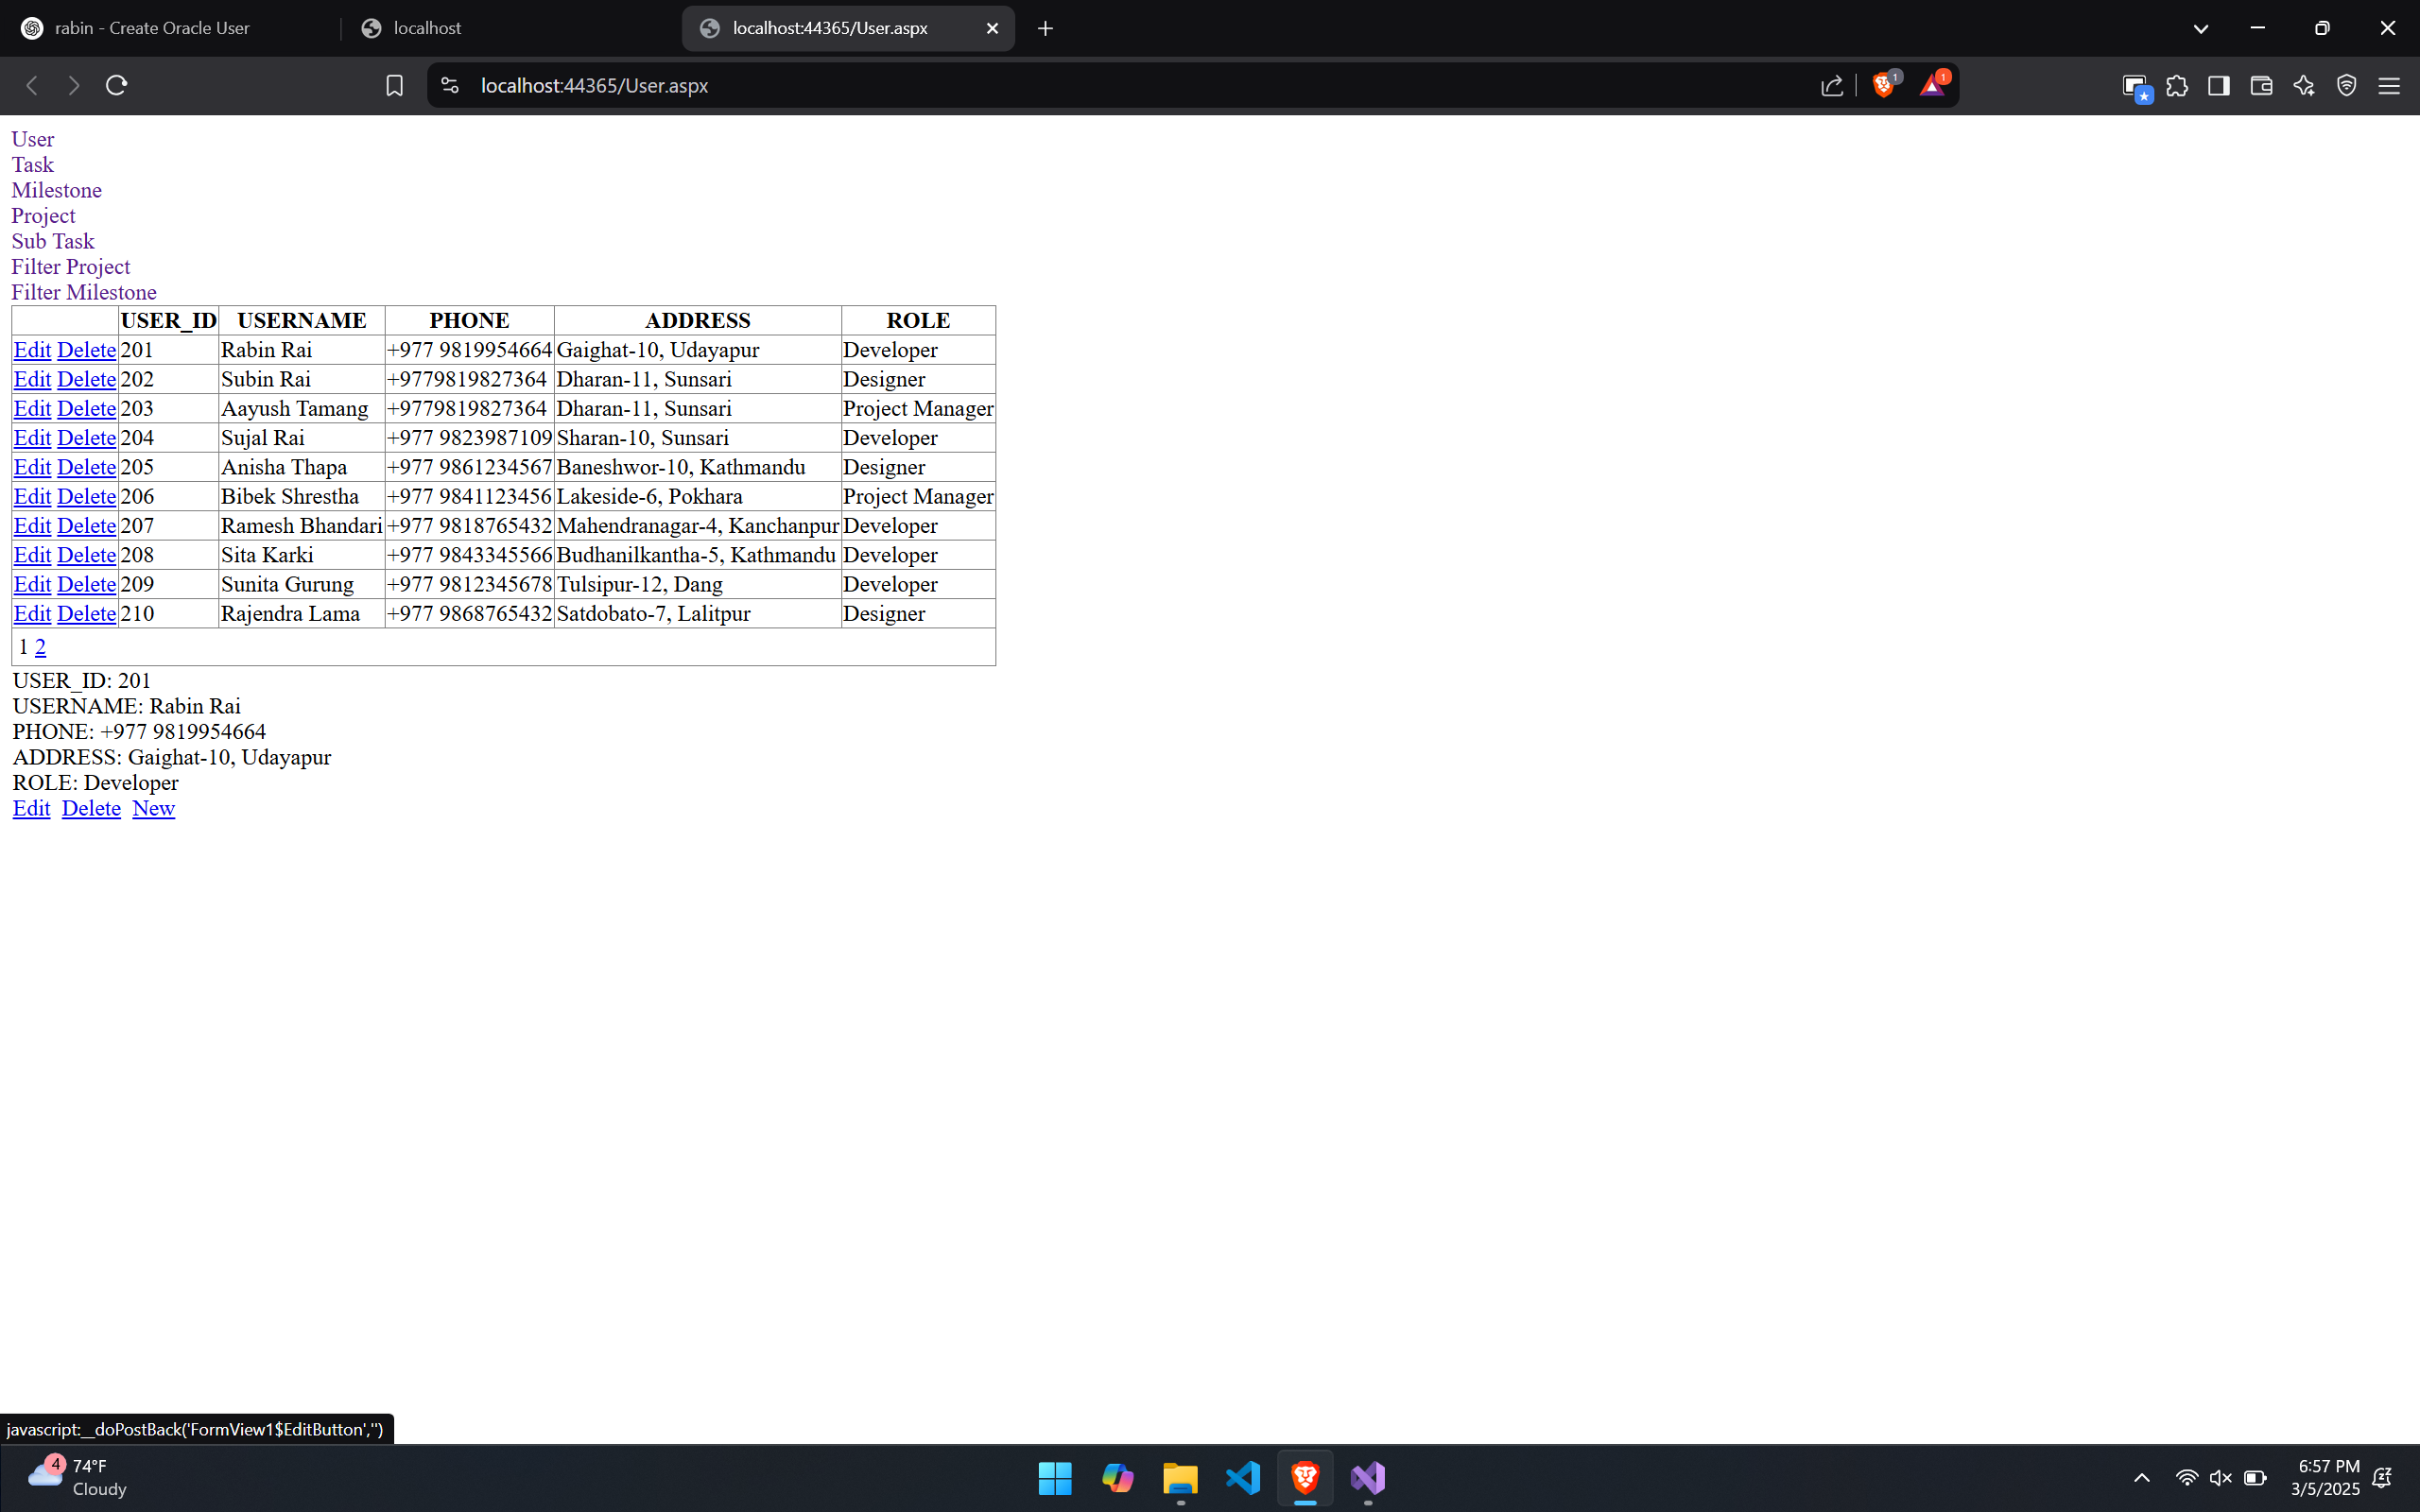 rabin - Create Oracle User localhost localhost:44365/User.aspx
localhost:44365/User.aspx 1 1
User
Task
Milestone
Project
Sub Task
Filter Project
Filter Milestone
USER_ID USERNAME PHONE ADDRESS ROLE
Edit Delete 201 Rabin Rai +977 9819954664 Gaighat-10, Udayapur Developer
Edit Delete 202 Subin Rai +9779819827364 Dharan-11, Sunsari Designer
Edit Delete 203 Aayush Tamang +9779819827364 Dharan-11, Sunsari Project Manager
Edit Delete 204 Sujal Rai +977 9823987109 Sharan-10, Sunsari Developer
Edit Delete 205 Anisha Thapa +977 9861234567 Baneshwor-10, Kathmandu Designer
Edit Delete 206 Bibek Shrestha +977 9841123456 Lakeside-6, Pokhara Project Manager
Edit Delete 207 Ramesh Bhandari +977 9818765432 Mahendranagar-4, Kanchanpur Developer
Edit Delete 208 Sita Karki +977 9843345566 Budhanilkantha-5, Kathmandu Developer
Edit Delete 209 Sunita Gurung +977 9812345678 Tulsipur-12, Dang Developer
Edit Delete 210 Rajendra Lama +977 9868765432 Satdobato-7, Lalitpur Designer
1 2
USER_ID: 201
USERNAME: Rabin Rai
PHONE: +977 9819954664
ADDRESS: Gaighat-10, Udayapur
ROLE: Developer
Edit Delete New
javascript:__doPostBack('FormView1$EditButton','')
4 74°F
Cloudy
6:57 PM
3/5/2025